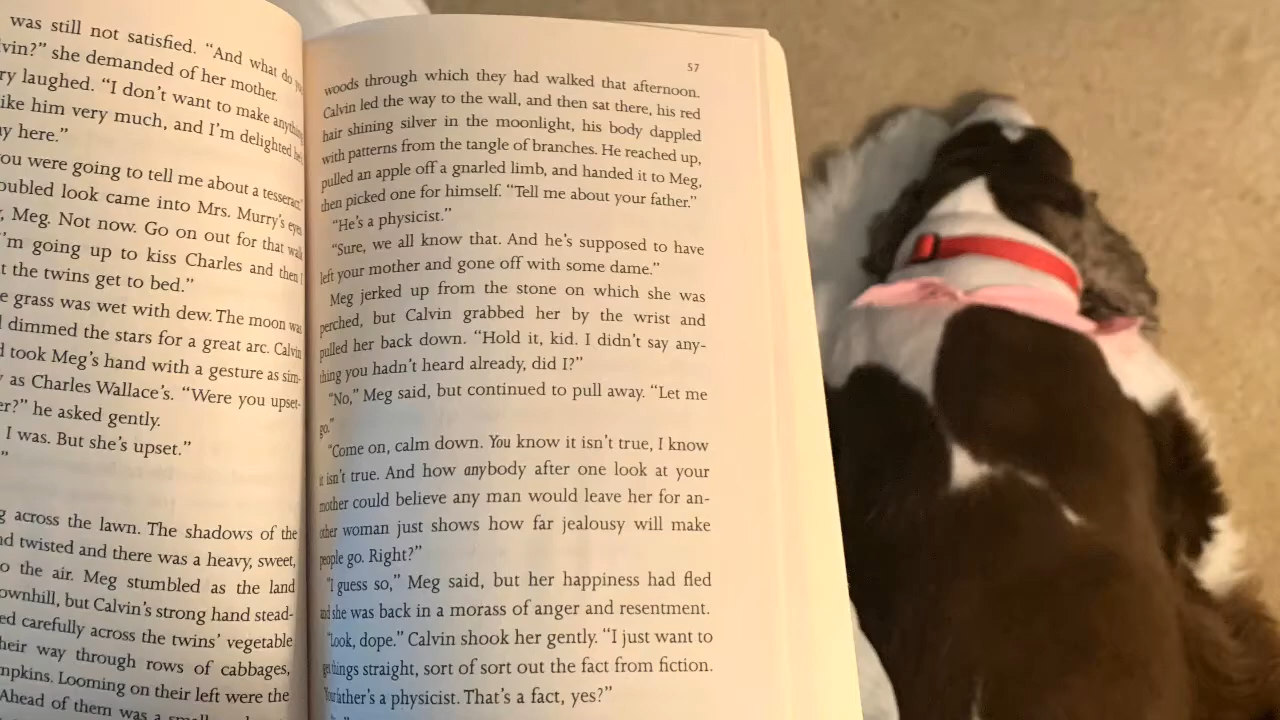 was still not satisfied. “And what do
vin?” she demanded of her mother.
ry laughed. “I don’t want to make anything
ike him very much, and I’m delighted
y here.”
ou were going to tell me about a tesseract.”
oubled look came into Mrs. Murry’s eyes
, Meg. Not now. Go on out for that walk
’m going up to kiss Charles and then I
t the twins get to bed.”
e grass was wet with dew. The moon was
d dimmed the stars for a great arc. Calvin
d took Meg’s hand with a gesture as sim-
y as Charles Wallace’s. “Were you upset-
er?” he asked gently.
I was. But she’s upset.”
”
g across the lawn. The shadows of the
nd twisted and there was a heavy, sweet,
o the air. Meg stumbled as the land
ownhill, but Calvin’s strong hand stead-
ed carefully across the twins’ vegetable
heir way through rows of cabbages,
mpkins. Looming on their left were the
Ahead of them was a
57
woods through which they had walked that afternoon.
Calvin led the way to the wall, and then sat there, his red
hair shining silver in the moonlight, his body dappled
with patterns from the tangle of branches. He reached up,
pulled an apple off a gnarled limb, and handed it to Meg,
then picked one for himself. “Tell me about your father.”
“He’s a physicist.”
“Sure, we all know that. And he’s supposed to have
left your mother and gone off with some dame.”
Meg jerked up from the stone on which she was
perched, but Calvin grabbed her by the wrist and
pulled her back down. “Hold it, kid. I didn’t say any-
thing you hadn’t heard already, did I?”
“No,” Meg said, but continued to pull away. “Let me
go.”
“Come on, calm down. You know it isn’t true, I know
it isn’t true. And how anybody after one look at your
mother could believe any man would leave her for an-
other woman just shows how far jealousy will make
people go. Right?”
“I guess so,” Meg said, but her happiness had fled
and she was back in a morass of anger and resentment.
“Look, dope.” Calvin shook her gently. “I just want to
get things straight, sort of sort out the fact from fiction.
Your father’s a physicist. That’s a fact, yes?”